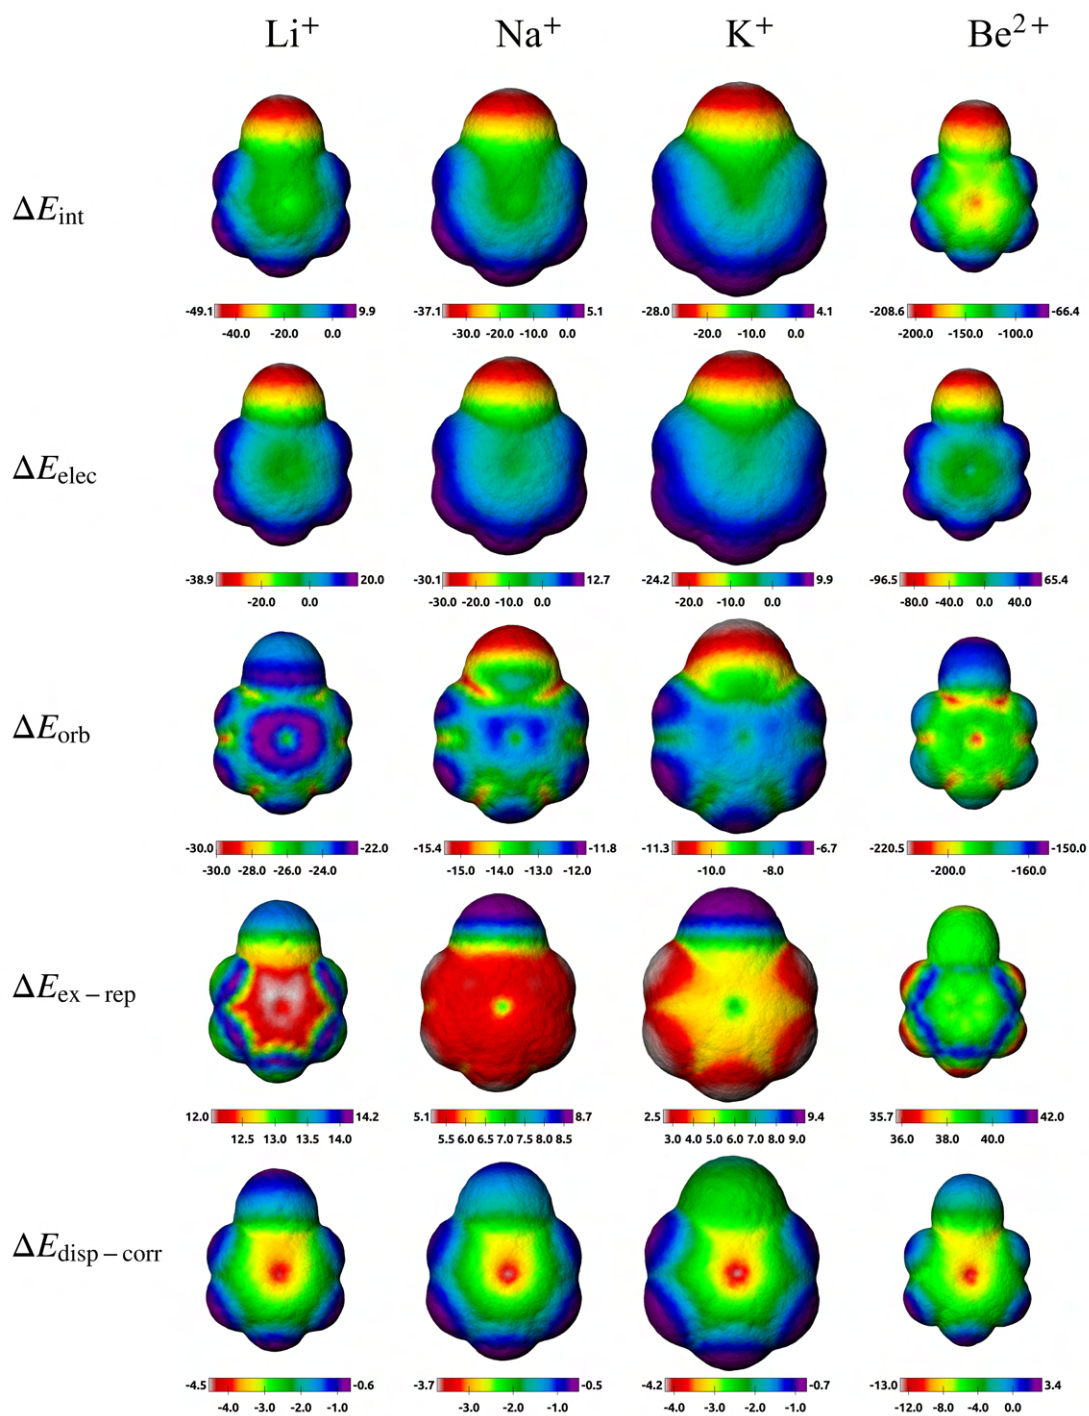 Li⁺ Na⁺ K⁺ Be²⁺
ΔE_int
-49.1 9.9 -37.1 5.1 -28.0 4.1 -208.6 -66.4
-40.0 -20.0 0.0 -30.0 -20.0 -10.0 0.0 -20.0 0.0 -200.0 -150.0 -100.0
ΔE_elec
-38.9 20.0 -30.1 12.7 -24.2 9.9 -96.5 65.4
-20.0 0.0 -30.0 -20.0 -10.0 0.0 -20.0 -10.0 0.0 -80.0 -40.0 0.0 40.0
ΔE_orb
-30.0 -22.0 -15.4 -11.8 -11.3 -6.7 -220.5 -150.0
-30.0 -28.0 -26.0 -24.0 -15.0 -14.0 -13.0 -12.0 -10.0 -8.0 -200.0 -160.0
ΔE_ex – rep
12.0 14.2 5.1 8.7 2.5 9.4 35.7 42.0
12.5 13.0 13.5 14.0 5.5 6.0 6.5 7.0 7.5 8.0 8.5 3.0 4.0 5.0 6.0 7.0 8.0 9.0 36.0 38.0 40.0
ΔE_disp – corr
-4.5 -0.6 -3.7 -0.5 -4.2 -0.7 -13.0 3.4
-4.0 -3.0 -2.0 -1.0 -3.0 -2.0 -1.0 -4.0 -3.0 -2.0 -1.0 -12.0 -8.0 -4.0 0.0